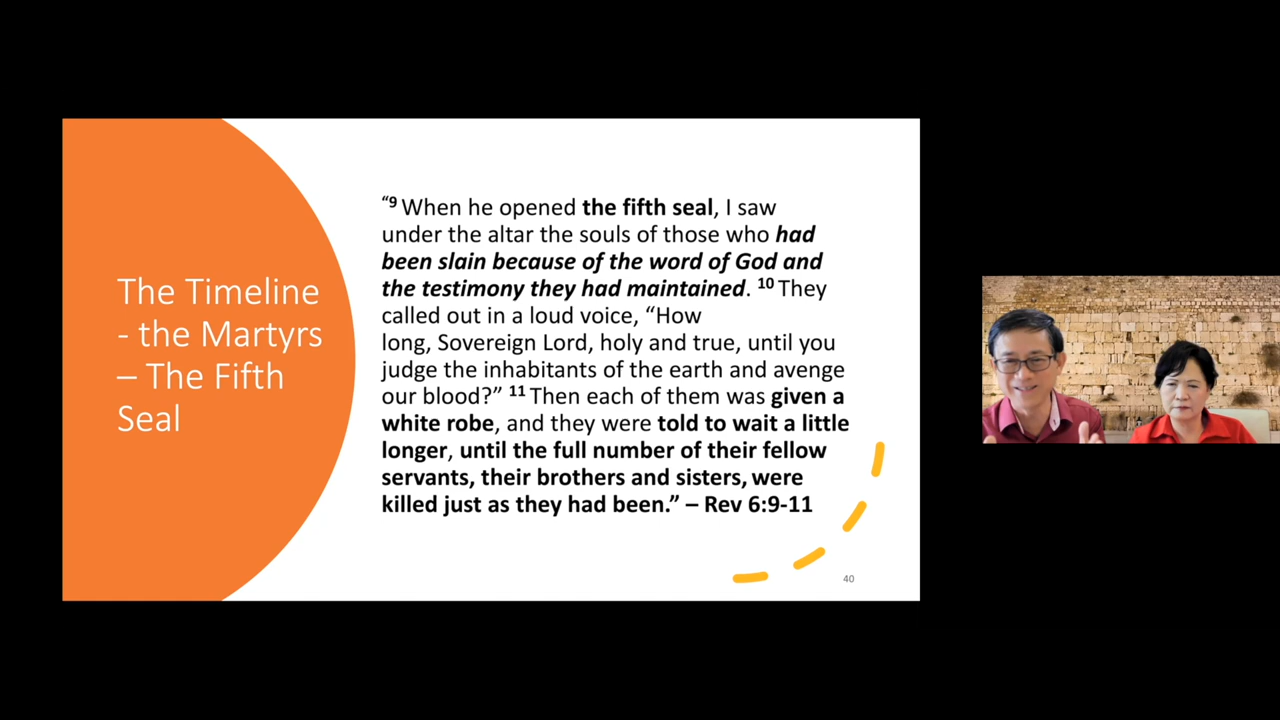 The Timeline
- the Martyrs
– The Fifth
Seal
“9 When he opened the fifth seal, I saw
under the altar the souls of those who had
been slain because of the word of God and
the testimony they had maintained. 10 They
called out in a loud voice, “How
long, Sovereign Lord, holy and true, until you
judge the inhabitants of the earth and avenge
our blood?” 11 Then each of them was given a
white robe, and they were told to wait a little
longer, until the full number of their fellow
servants, their brothers and sisters, were
killed just as they had been.” – Rev 6:9-11
40